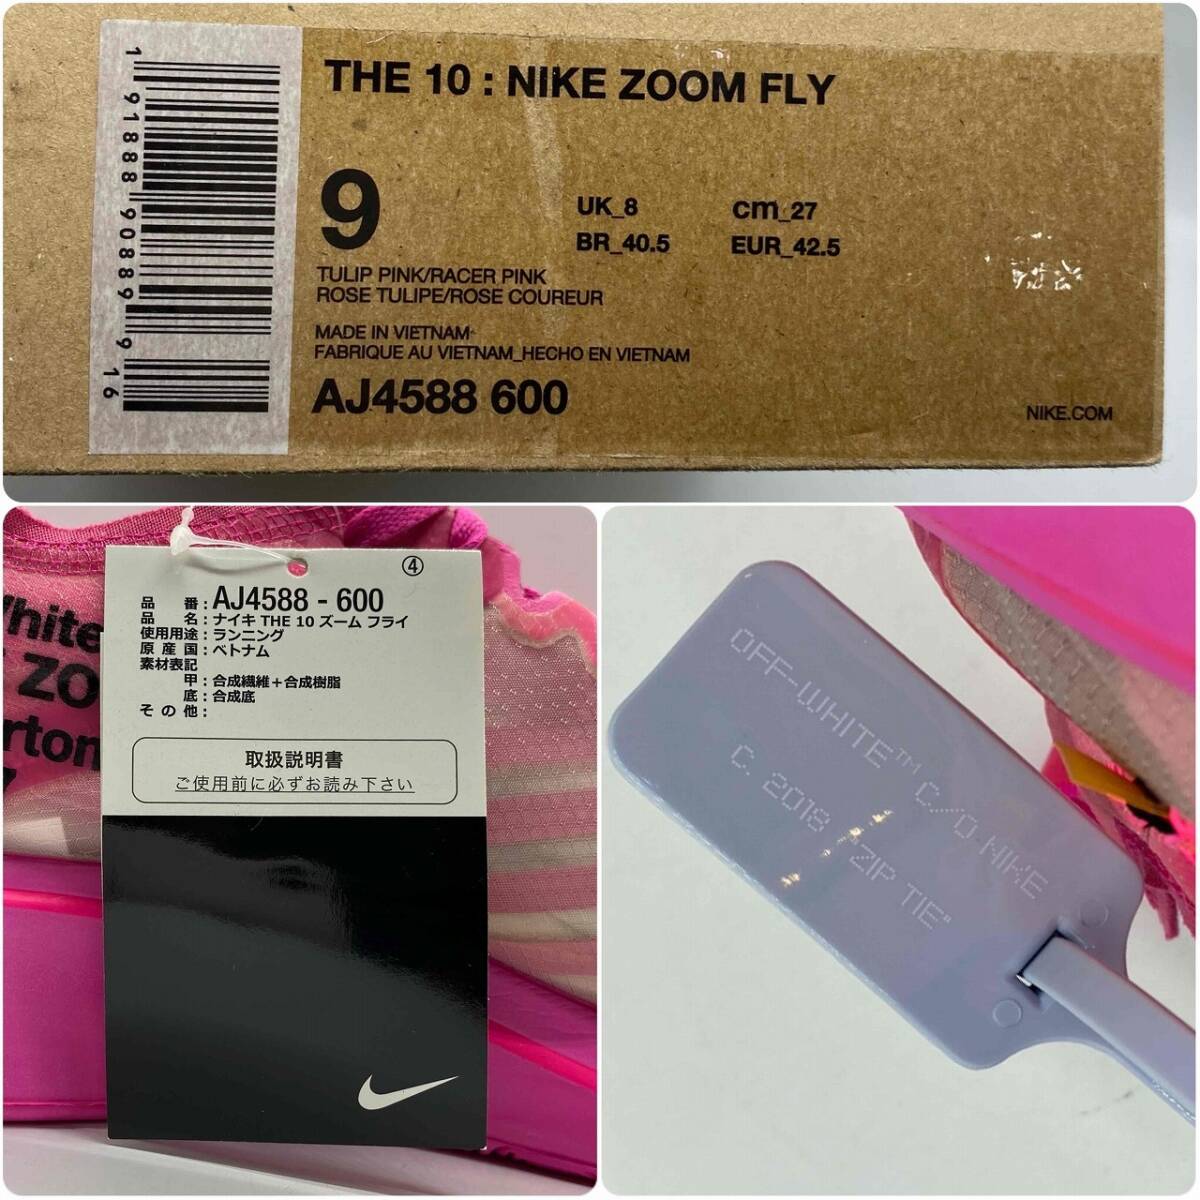 THE 10 : NIKE ZOOM FLY
9
UK_8
cm_27
BR_40.5
EUR_42.5
TULIP PINK/RACER PINK
ROSE TULIPE/ROSE COUREUR
MADE IN VIETNAM
FABRIQUE AU VIETNAM_HECHO EN VIETNAM
AJ4588 600
NIKE.COM
1 91888 90889 9 16
④
品番:AJ4588 - 600
品名:ナイキ THE 10 ズーム フライ
使用用途:ランニング
原産国:ベトナム
素材表記
甲:合成繊維＋合成樹脂
底:合成底
その他:
取扱説明書
ご使用前に必ずお読み下さい
hite
ZO
rton
OFF-WHITE™ C/O NIKE
C. 2018 "ZIP TIE"